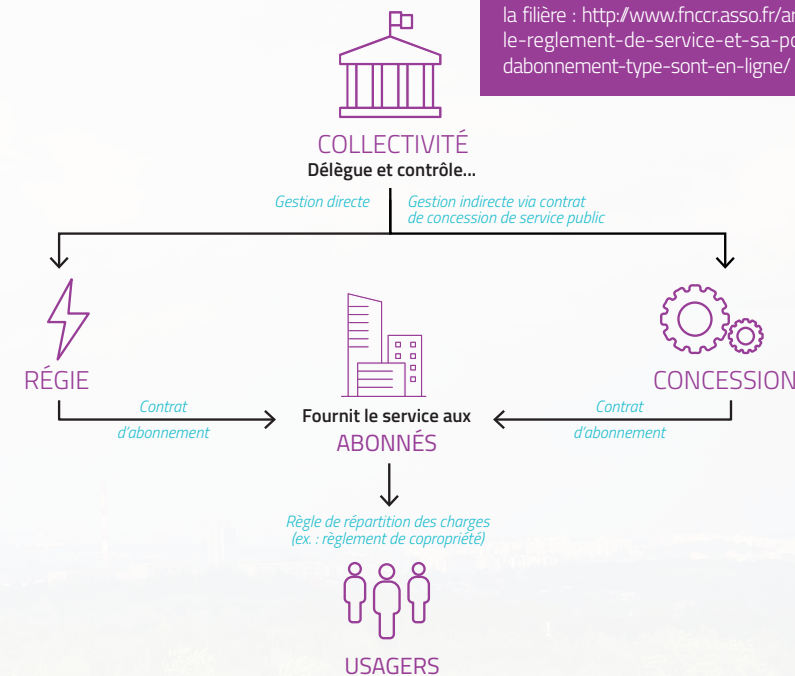 la filière : http://www.fnccr.asso.fr/ar
le-reglement-de-service-et-sa-po
dabonnement-type-sont-en-ligne/
COLLECTIVITÉ
Délègue et contrôle...
Gestion directe
Gestion indirecte via contrat
de concession de service public
RÉGIE
CONCESSION
Contrat
d'abonnement
Fournit le service aux
ABONNÉS
Contrat
d'abonnement
Règle de répartition des charges
(ex. : règlement de copropriété)
USAGERS